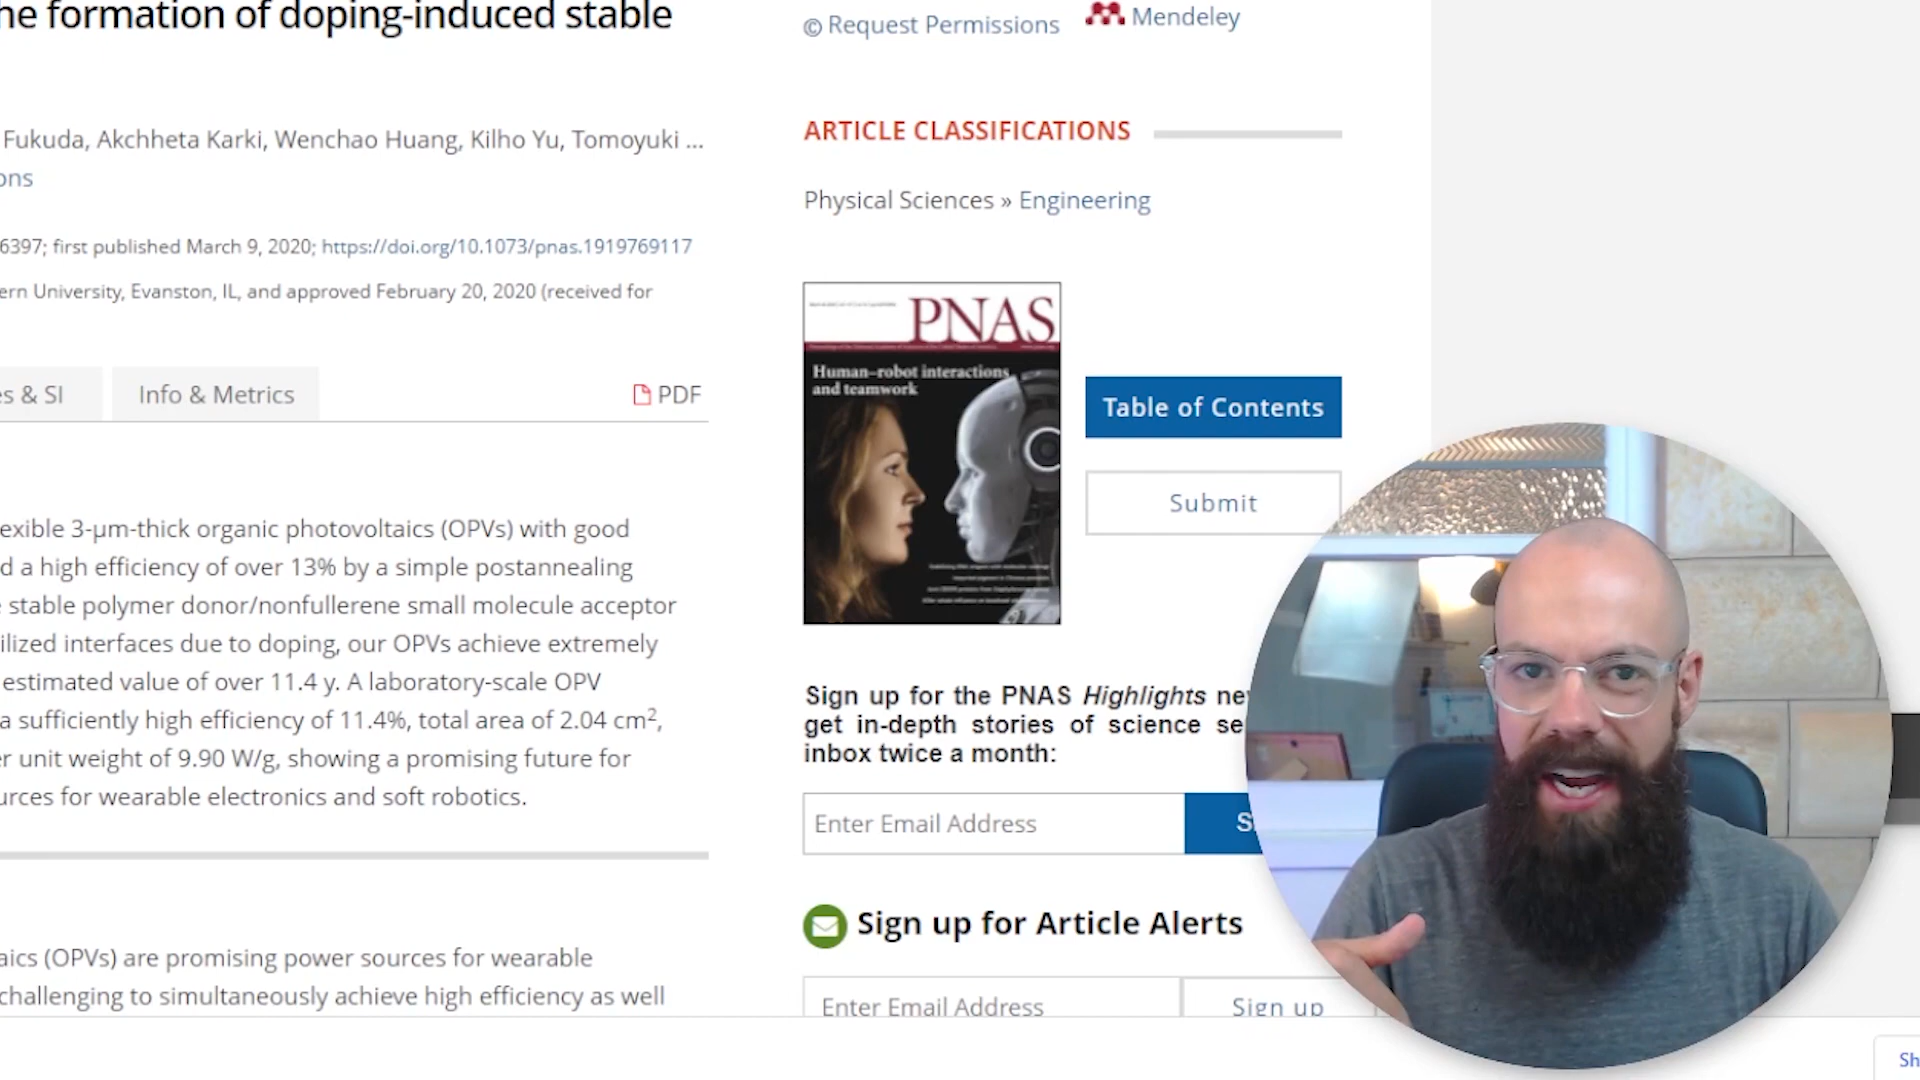 he formation of doping-induced stable
Fukuda, Akchheta Karki, Wenchao Huang, Kilho Yu, Tomoyuki ...
ons
6397; first published March 9, 2020; https://doi.org/10.1073/pnas.1919769117
ern University, Evanston, IL, and approved February 20, 2020 (received for
es & SI
Info & Metrics
PDF
exible 3-μm-thick organic photovoltaics (OPVs) with good
d a high efficiency of over 13% by a simple postannealing
e stable polymer donor/nonfullerene small molecule acceptor
ilized interfaces due to doping, our OPVs achieve extremely
estimated value of over 11.4 y. A laboratory-scale OPV
a sufficiently high efficiency of 11.4%, total area of 2.04 cm²,
er unit weight of 9.90 W/g, showing a promising future for
urces for wearable electronics and soft robotics.
aics (OPVs) are promising power sources for wearable
challenging to simultaneously achieve high efficiency as well
© Request Permissions
Mendeley
ARTICLE CLASSIFICATIONS
Physical Sciences » Engineering
PNAS
Human–robot interactions
and teamwork
Table of Contents
Submit
Sign up for the PNAS Highlights ne
get in-depth stories of science se
inbox twice a month:
Enter Email Address
S
Sign up for Article Alerts
Enter Email Address
Sign up
Sh